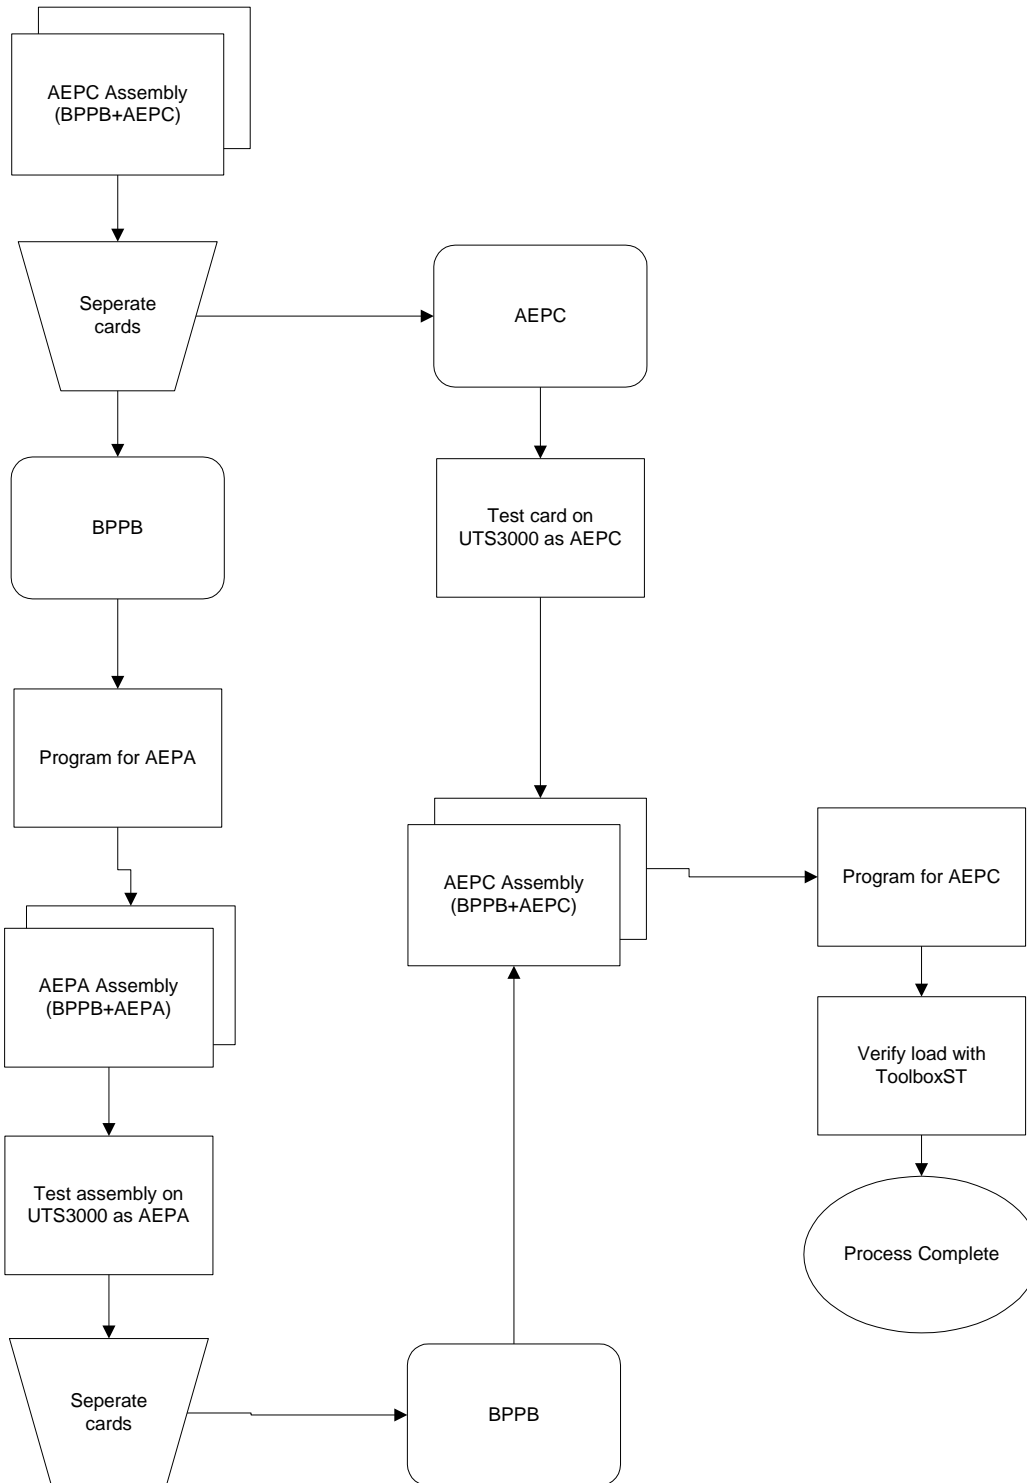 AEPC Assembly
(BPPB+AEPC)
Seperate
cards
AEPC
BPPB
Test card on
UTS3000 as AEPC
Program for AEPA
AEPC Assembly
(BPPB+AEPC)
Program for AEPC
AEPA Assembly
(BPPB+AEPA)
Verify load with
ToolboxST
Test assembly on
UTS3000 as AEPA
Process Complete
Seperate
cards
BPPB